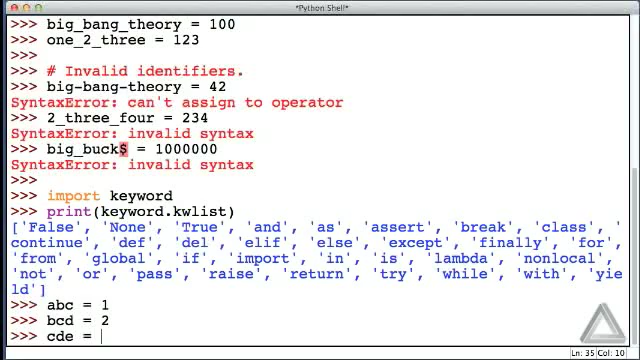 *Python Shell*
>>> big_bang_theory = 100
>>> one_2_three = 123
>>>
>>> # Invalid identifiers.
>>> big-bang-theory = 42
SyntaxError: can't assign to operator
>>> 2_three_four = 234
SyntaxError: invalid syntax
>>> big_buck$ = 1000000
SyntaxError: invalid syntax
>>>
>>> import keyword
>>> print(keyword.kwlist)
['False', 'None', 'True', 'and', 'as', 'assert', 'break', 'class', '
continue', 'def', 'del', 'elif', 'else', 'except', 'finally', 'for',
'from', 'global', 'if', 'import', 'in', 'is', 'lambda', 'nonlocal',
'not', 'or', 'pass', 'raise', 'return', 'try', 'while', 'with', 'yie
ld']
>>> abc = 1
>>> bcd = 2
>>> cde =
Ln: 35 Col: 10